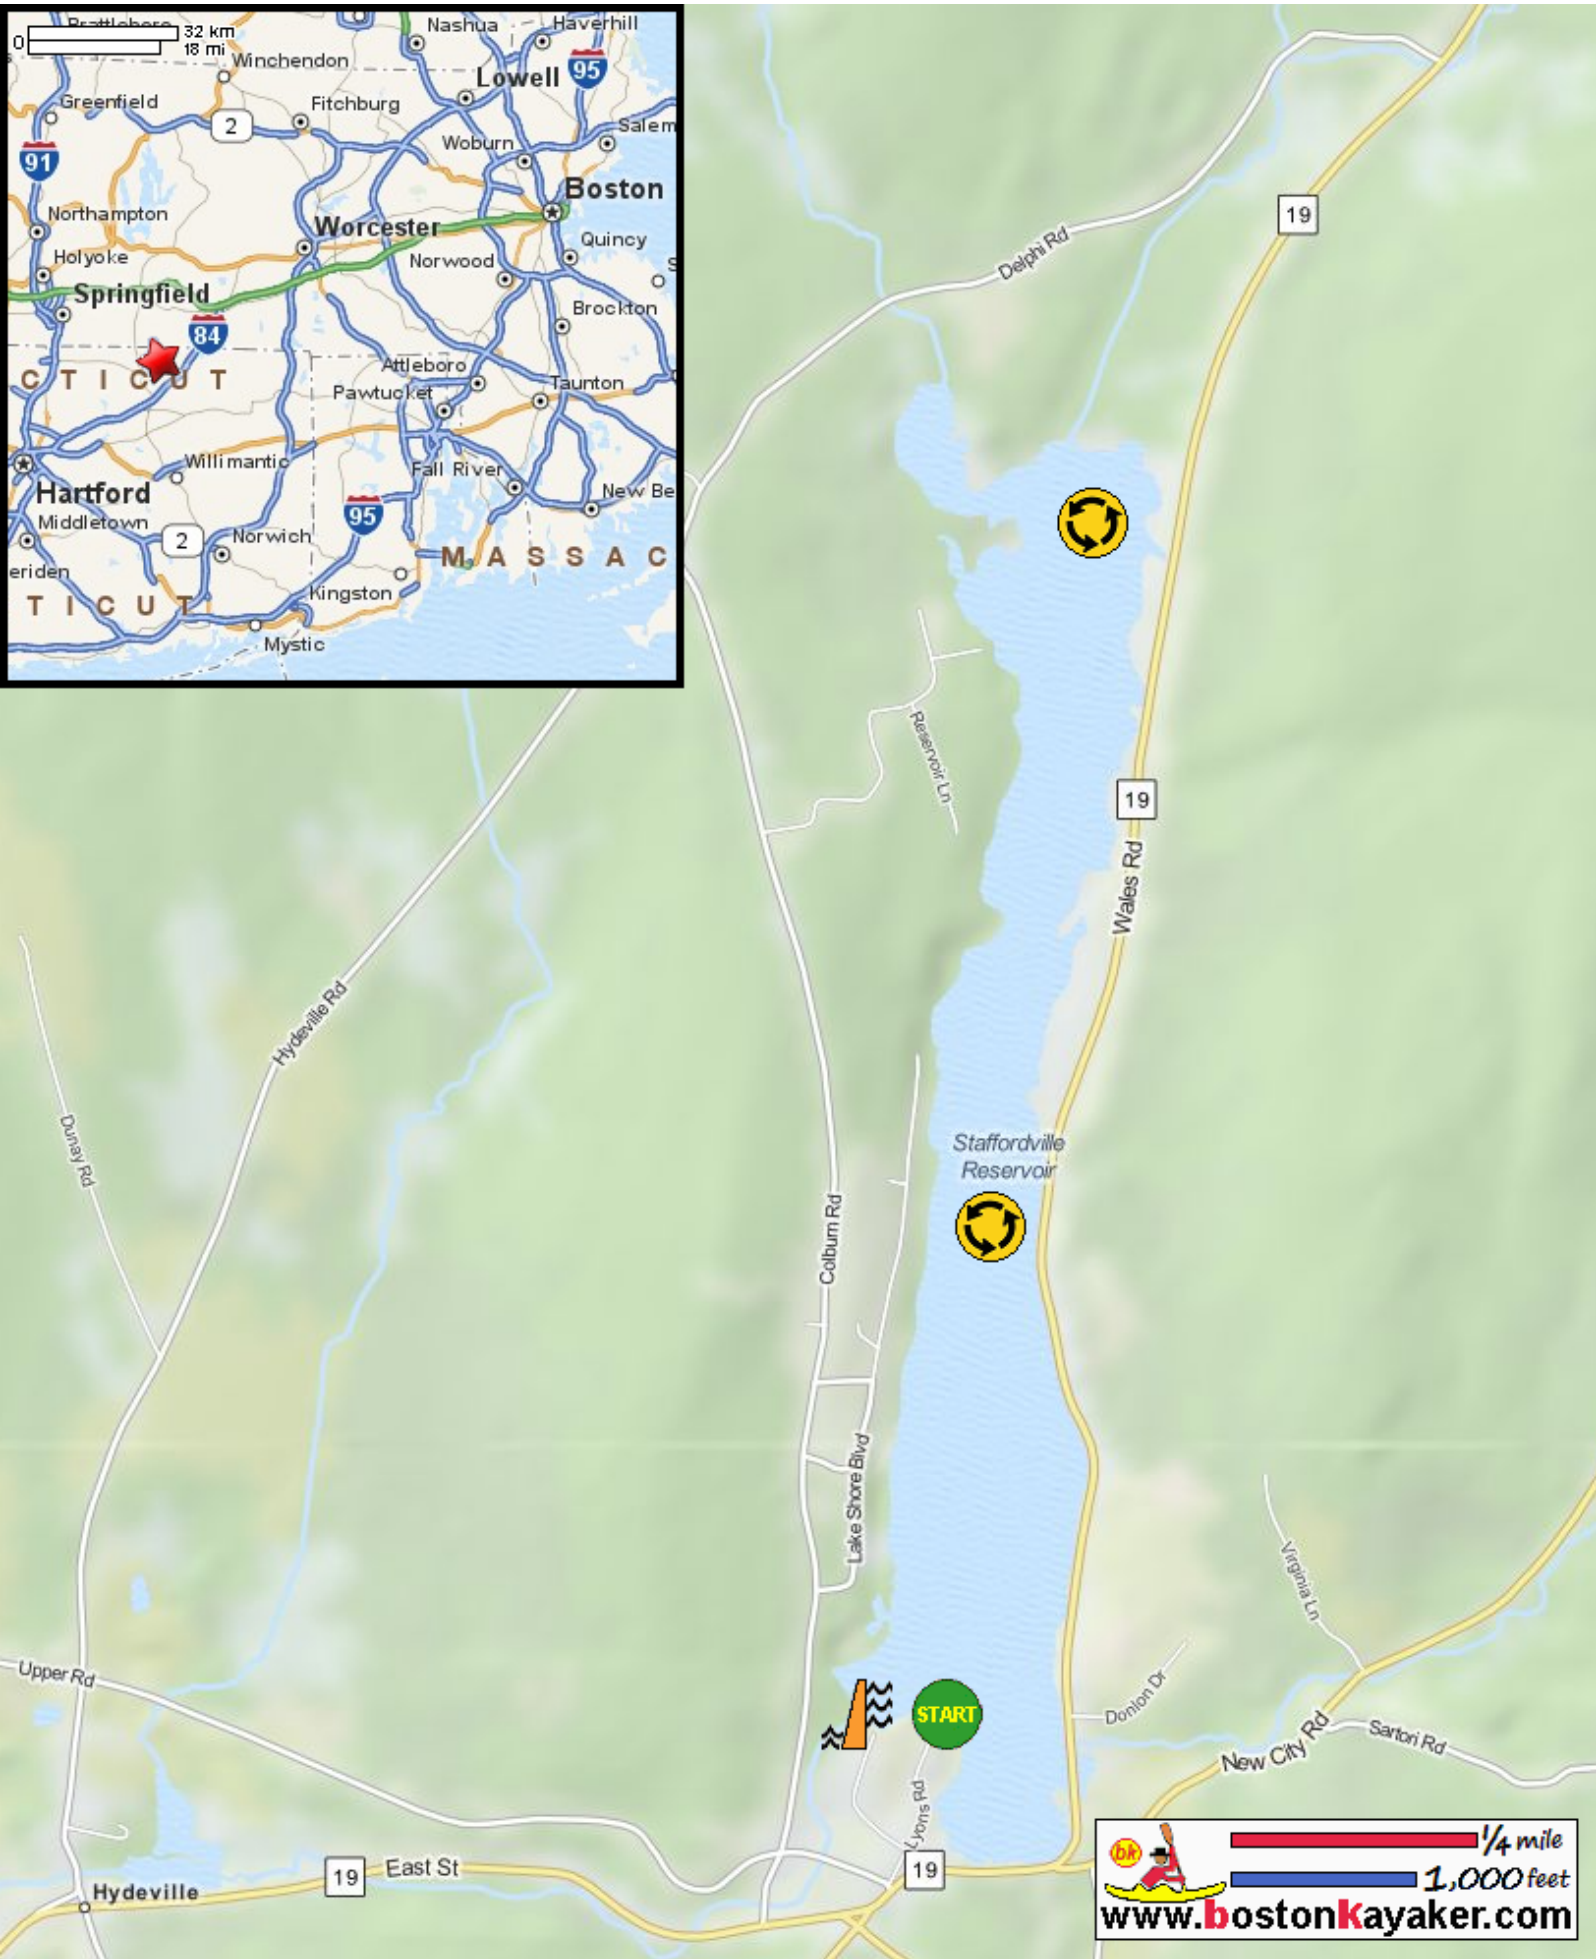 Brattleboro
0
32 km
18 mi
Nashua
Haverhill
Winchendon
Lowell
95
Greenfield
Fitchburg
2
Salem
Woburn
91
Boston
Northampton
Worcester
Quincy
Holyoke
Norwood
Springfield
Brockton
84
Attleboro
C T I C U T
Pawtucket
Taunton
Willimantic
Fall River
Hartford
New Be
95
Middletown
2
Norwich
M A S S A C
eriden
Kingston
T I C U T
Mystic
19
Delphi Rd
Reservoir Ln
19
Wales Rd
Hydeville Rd
Dunay Rd
Staffordville
Reservoir
Colburn Rd
Lake Shore Blvd
Virginia Ln
Upper Rd
Donlon Dr
START
New City Rd
Sartori Rd
Lyons Rd
19
East St
19
Hydeville
bk
1/4 mile
1,000 feet
www.bostonkayaker.com